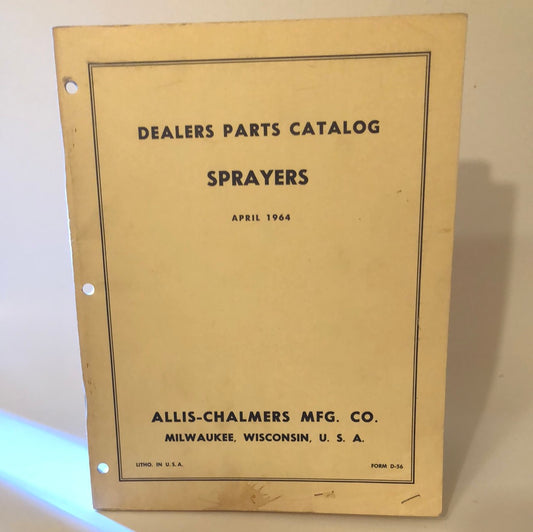 DEALERS PARTS CATALOG
SPRAYERS
APRIL 1964
ALLIS-CHALMERS MFG. CO.
MILWAUKEE, WISCONSIN, U. S. A.
LITHO. IN U. S. A. FORM D-56